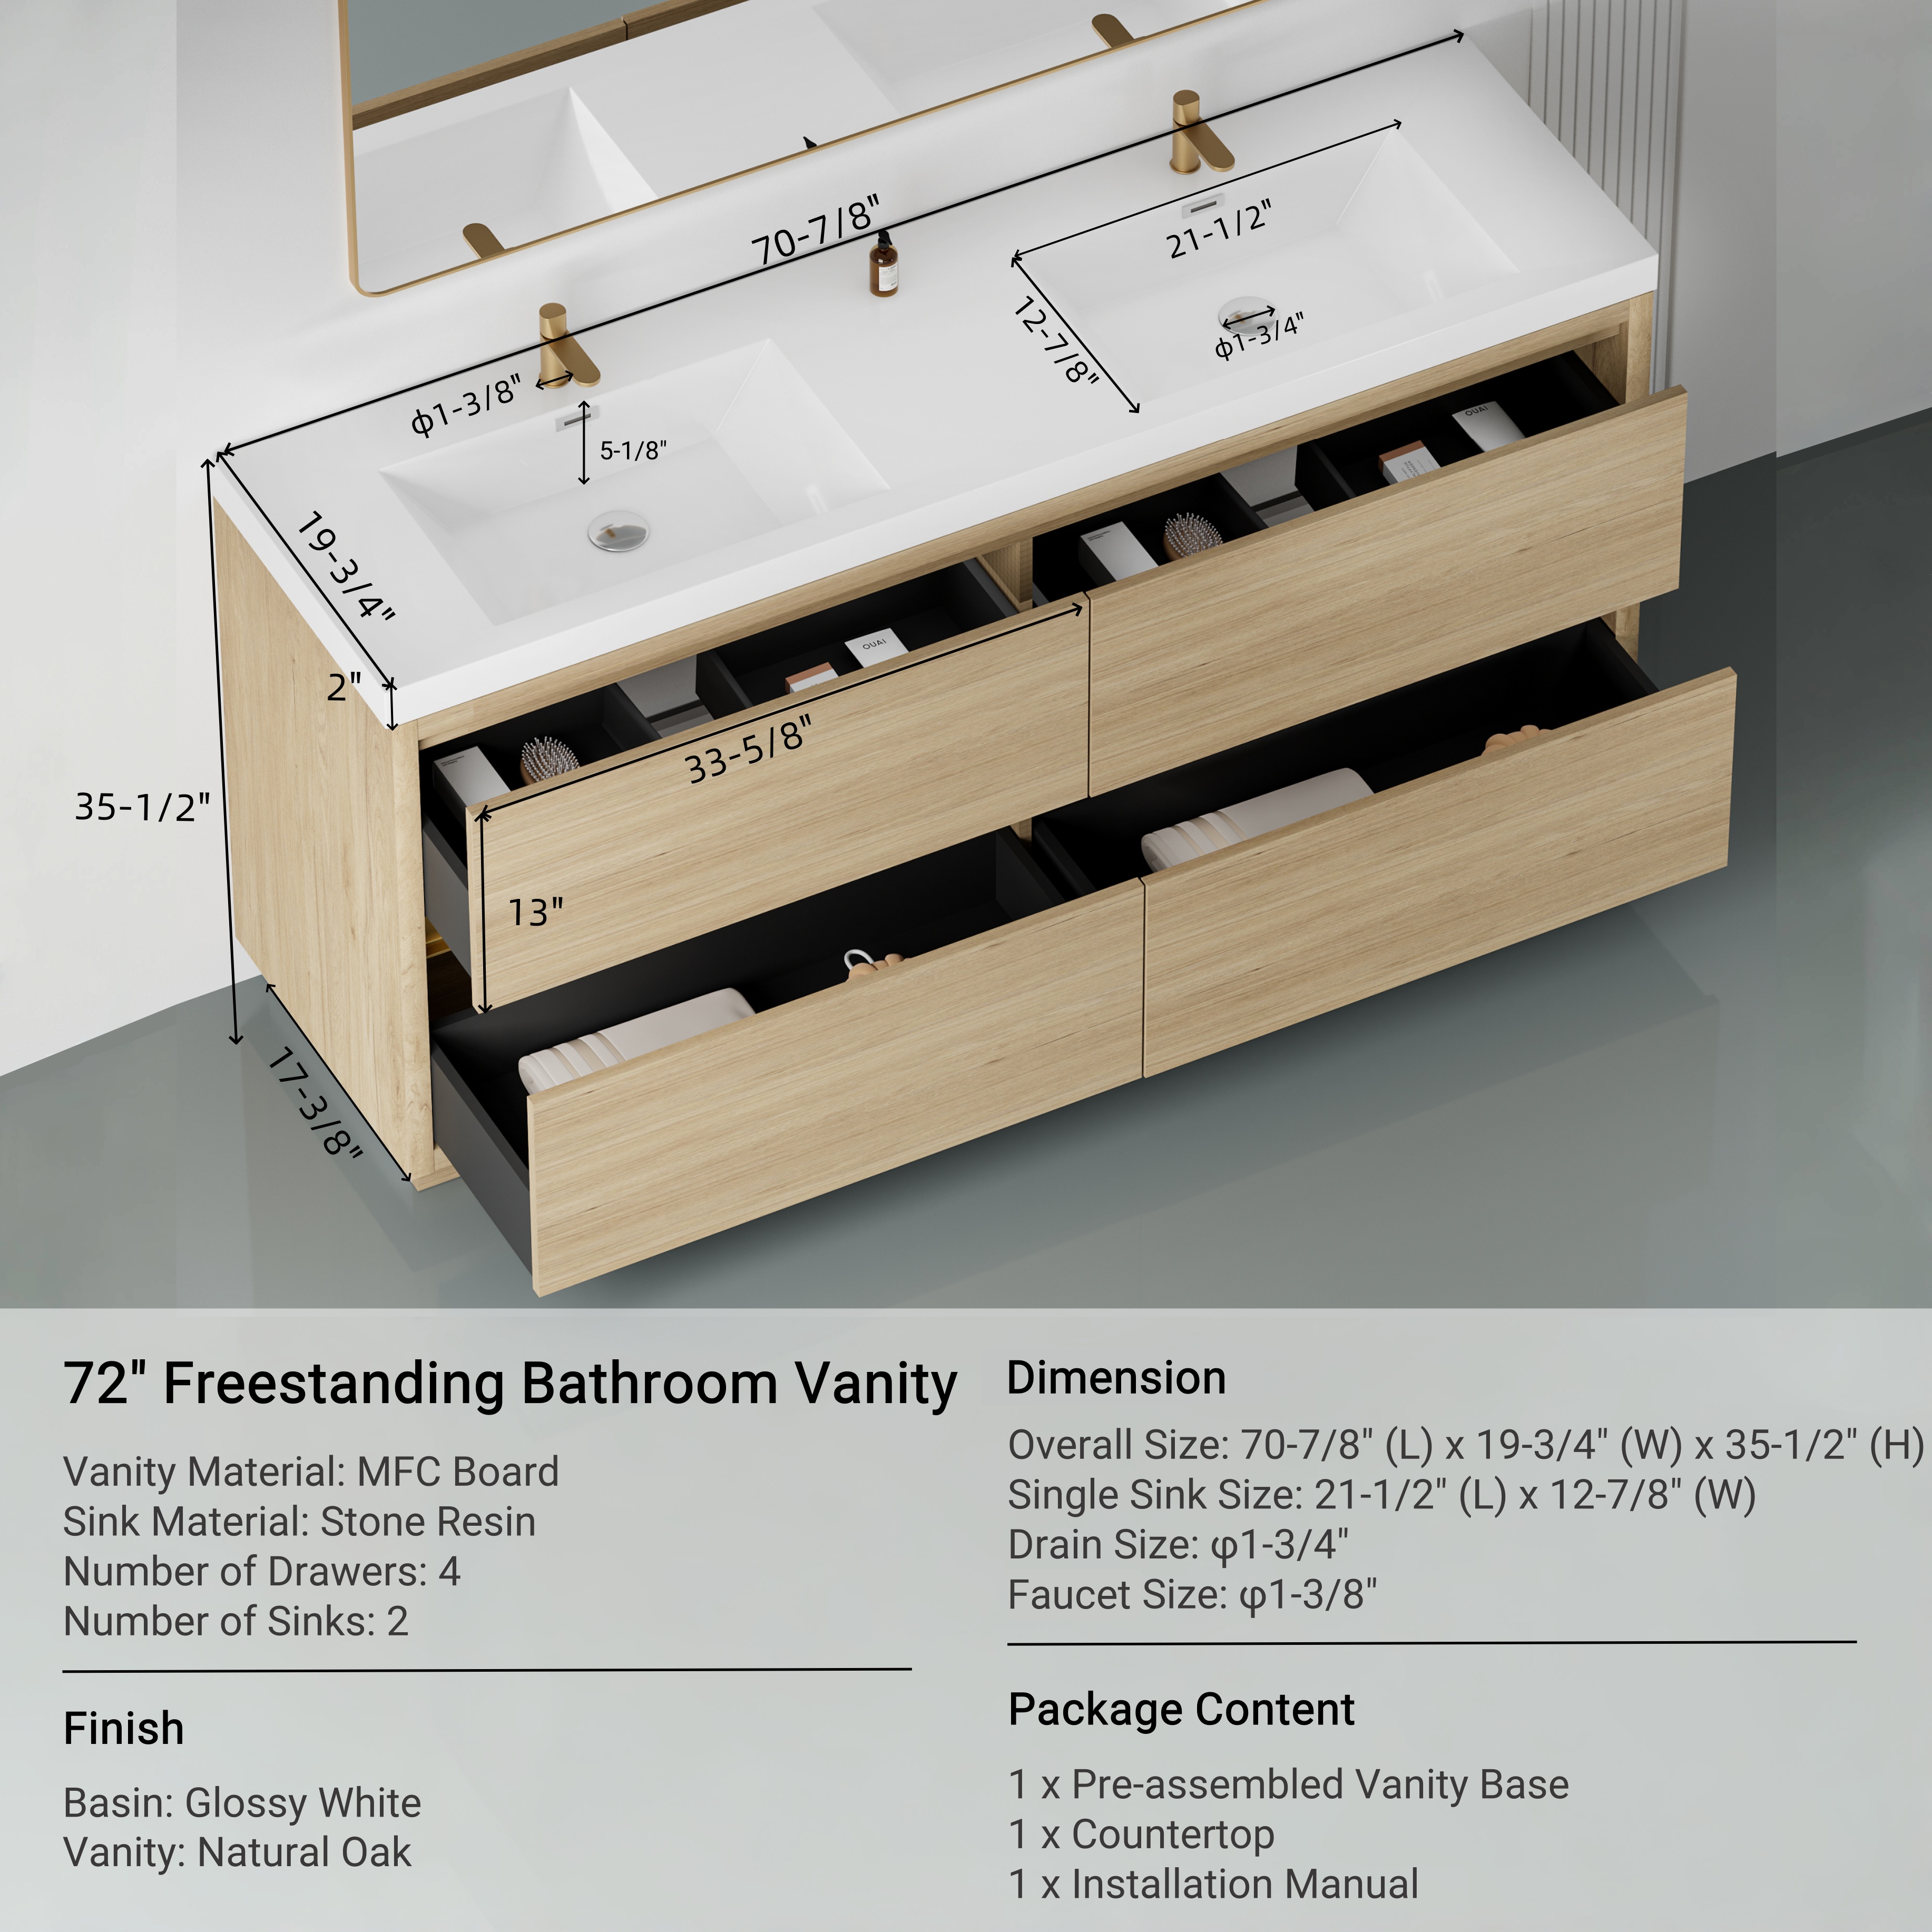 70-7/8"
21-1/2"
12-7/8"
ф1-3/4"
ф1-3/8"
5-1/8"
19-3/4"
2"
OUAI
OUAI
33-5/8"
35-1/2"
13"
17-3/8"
72" Freestanding Bathroom Vanity
Vanity Material: MFC Board
Sink Material: Stone Resin
Number of Drawers: 4
Number of Sinks: 2
Finish
Basin: Glossy White
Vanity: Natural Oak
Dimension
Overall Size: 70-7/8" (L) x 19-3/4" (W) x 35-1/2" (H)
Single Sink Size: 21-1/2" (L) x 12-7/8" (W)
Drain Size: φ1-3/4"
Faucet Size: φ1-3/8"
Package Content
1 x Pre-assembled Vanity Base
1 x Countertop
1 x Installation Manual